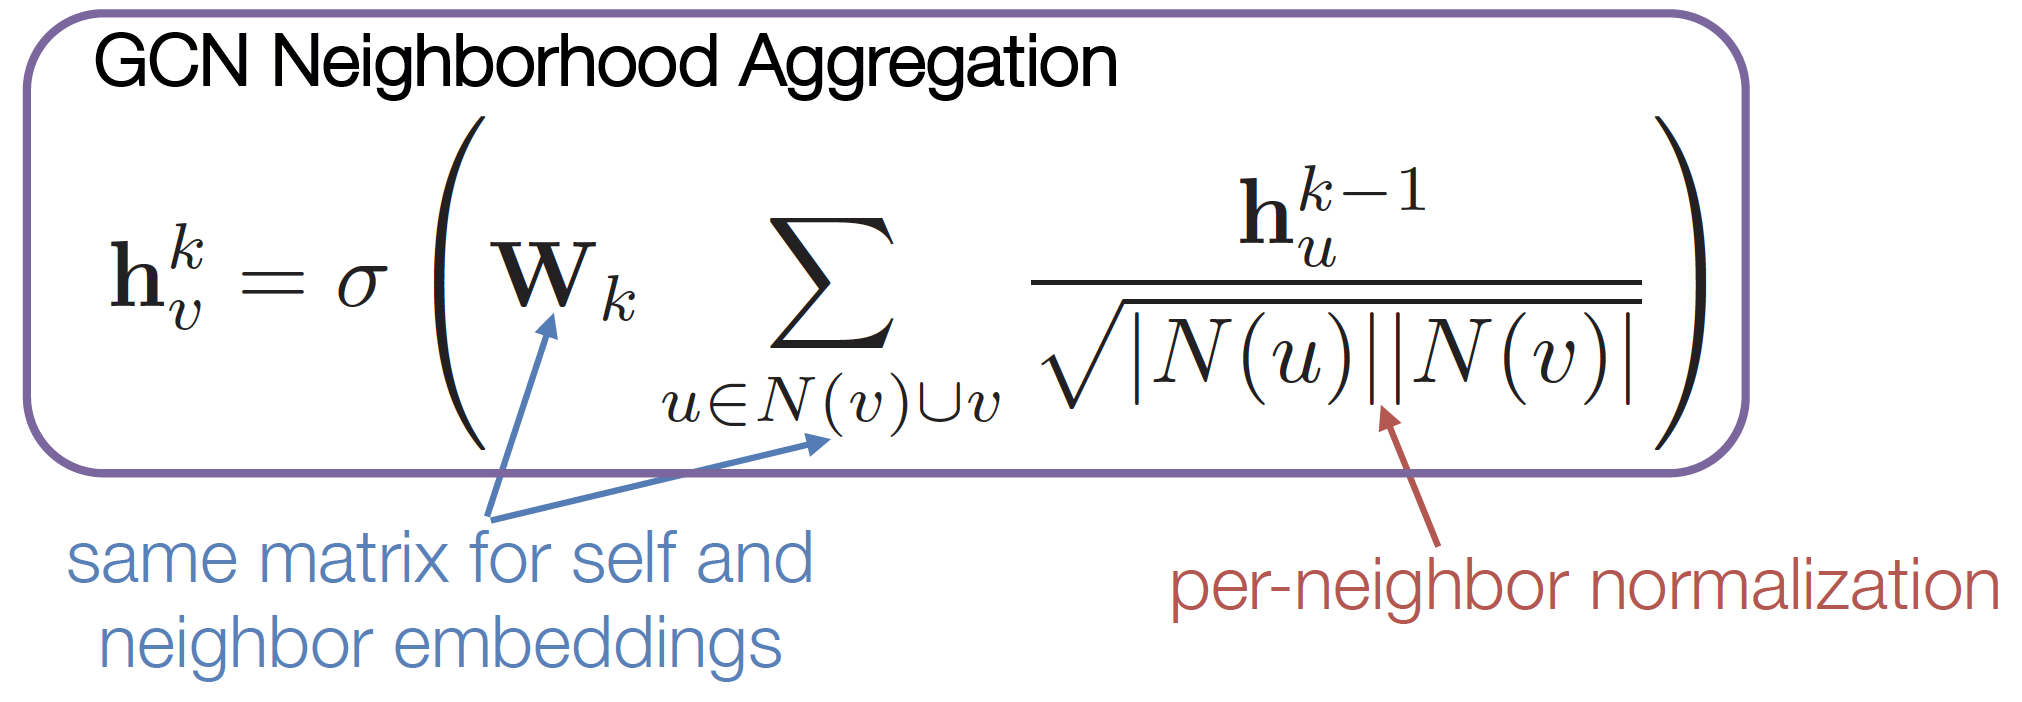 GCN Neighborhood Aggregation
$\mathbf{h}_v^k = \sigma \left( \mathbf{W}_k \sum_{u \in N(v) \cup v} \frac{\mathbf{h}_u^{k-1}}{\sqrt{|N(u)||N(v)|}} \right)$
same matrix for self and
neighbor embeddings
per-neighbor normalization